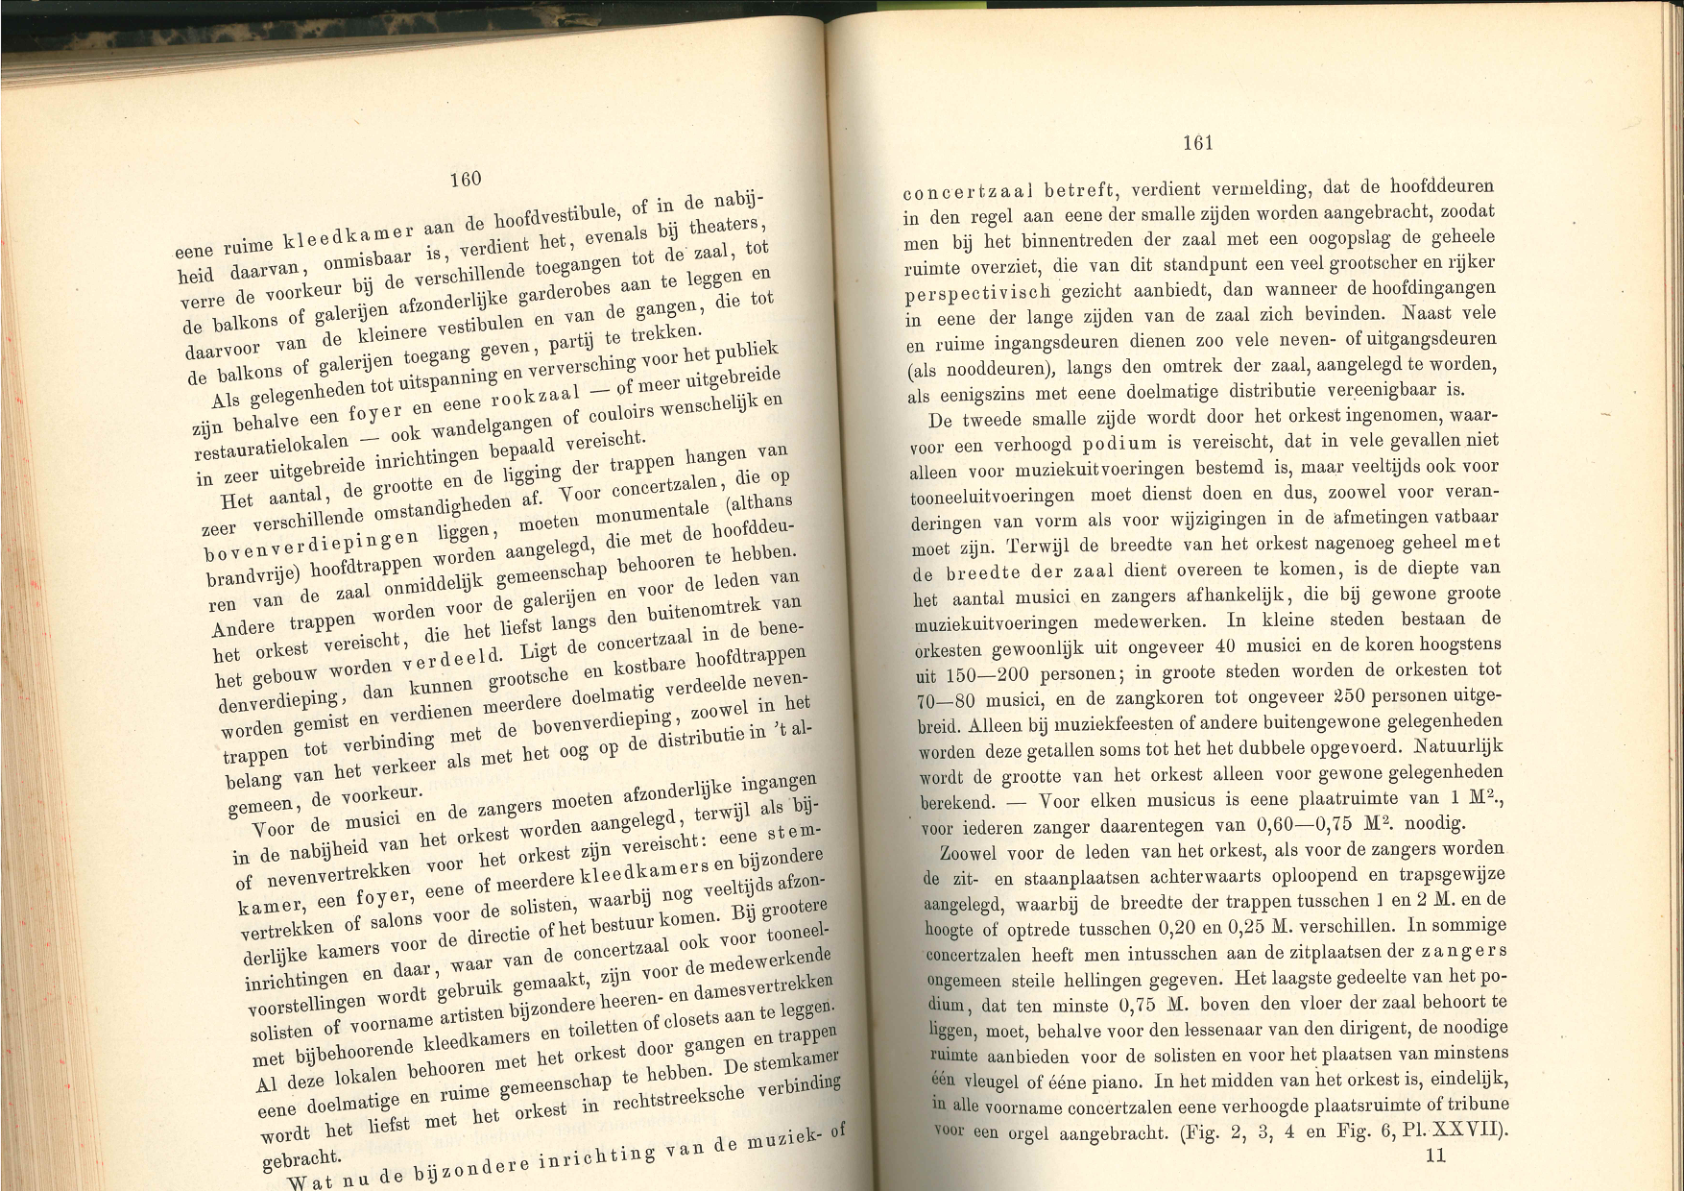 160
eene ruime kleedkamer aan de hoofdvestibule, of in de nabij-
heid daarvan, onmisbaar is, verdient het, evenals bij theaters,
verre de voorkeur bij de verschillende toegangen tot de zaal, tot
de balkons of galerijen afzonderlijke garderobes aan te leggen en
daarvoor van de kleinere vestibulen en van de gangen, die tot
de balkons of galerijen toegang geven, partij te trekken.
Als gelegenheden tot uitspanning en ververschingvoor het publiek
zijn behalve een foyer en eene rookzaal — of meer uitgebreide
restauratielokalen — ook wandelgangen of couloirs wenschelijk en
in zeer uitgebreide inrichtingen bepaald vereischt.
Het aantal, de grootte en de ligging der trappen hangen van
zeer verschillende omstandigheden af. Voor concertzalen, die op
bovenverdiepingen liggen, moeten monumentale (althans
brandvrije) hoofdtrappen worden aangelegd, die met de hoofddeu-
ren van de zaal onmiddelijk gemeenschap behooren te hebben.
Andere trappen worden voor de galerijen en voor de leden van
het orkest vereischt, die het liefst langs den buitenomtrek van
het gebouw worden verdeeld. Ligt de concertzaal in de bene-
denverdieping, dan kunnen grootsche en kostbare hoofdtrappen
worden gemist en verdienen meerdere doelmatig verdeelde neven-
trappen tot verbinding met de bovenverdieping, zoowel in het
belang van het verkeer als met het oog op de distributie in 't al-
gemeen, de voorkeur.
Voor de musici en de zangers moeten afzonderlijke ingangen
in de nabijheid van het orkest worden aangelegd, terwijl als bij-
of nevenvertrekken voor het orkest zijn vereischt: eene stem-
kamer, een foyer, eene of meerdere kleedkamers en bijzondere
vertrekken of salons voor de solisten, waarbij nog veeltijds afzon-
derlijke kamers voor de directie of het bestuur komen. Bij grootere
inrichtingen en daar, waar van de concertzaal ook voor tooneel-
voorstellingen wordt gebruik gemaakt, zijn voor de medewerkende
solisten of voorname artisten bijzondere heeren- en damesvertrekken
met bijbehoorende kleedkamers en toiletten of closets aan te leggen.
Al deze lokalen behooren met het orkest door gangen en trappen
eene doelmatige en ruime gemeenschap te hebben. De stemkamer
wordt het liefst met het orkest in rechtstreeksche verbinding
gebracht.
Wat nu de bijzondere inrichting van de muziek- of
161
concertzaal betreft, verdient vermelding, dat de hoofddeuren
in den regel aan eene der smalle zijden worden aangebracht, zoodat
men bij het binnentreden der zaal met een oogopslag de geheele
ruimte overziet, die van dit standpunt een veel grootscher en rijker
perspectivisch gezicht aanbiedt, dan wanneer de hoofdingangen
in eene der lange zijden van de zaal zich bevinden. Naast vele
en ruime ingangsdeuren dienen zoo vele neven- of uitgangsdeuren
(als nooddeuren), langs den omtrek der zaal, aangelegd te worden,
als eenigszins met eene doelmatige distributie vereenigbaar is.
De tweede smalle zijde wordt door het orkest ingenomen, waar-
voor een verhoogd podium is vereischt, dat in vele gevallen niet
alleen voor muziekuitvoeringen bestemd is, maar veeltijds ook voor
tooneeluitvoeringen moet dienst doen en dus, zoowel voor veran-
deringen van vorm als voor wijzigingen in de afmetingen vatbaar
moet zijn. Terwijl de breedte van het orkest nagenoeg geheel met
de breedte der zaal dient overeen te komen, is de diepte van
het aantal musici en zangers afhankelijk, die bij gewone groote
muziekuitvoeringen medewerken. In kleine steden bestaan de
orkesten gewoonlijk uit ongeveer 40 musici en de koren hoogstens
uit 150—200 personen; in groote steden worden de orkesten tot
70—80 musici, en de zangkoren tot ongeveer 250 personen uitge-
breid. Alleen bij muziekfeesten of andere buitengewone gelegenheden
worden deze getallen soms tot het het dubbele opgevoerd. Natuurlijk
wordt de grootte van het orkest alleen voor gewone gelegenheden
berekend. — Voor elken musicus is eene plaatruimte van 1 M².,
voor iederen zanger daarentegen van 0,60—0,75 M². noodig.
Zoowel voor de leden van het orkest, als voor de zangers worden
de zit- en staanplaatsen achterwaarts oploopend en trapsgewijze
aangelegd, waarbij de breedte der trappen tusschen 1 en 2 M. en de
hoogte of optrede tusschen 0,20 en 0,25 M. verschillen. In sommige
concertzalen heeft men intusschen aan de zitplaatsen der zangers
ongemeen steile hellingen gegeven. Het laagste gedeelte van het po-
dium, dat ten minste 0,75 M. boven den vloer der zaal behoort te
liggen, moet, behalve voor den lessenaar van den dirigent, de noodige
ruimte aanbieden voor de solisten en voor het plaatsen van minstens
één vleugel of ééne piano. In het midden van het orkest is, eindelijk,
in alle voorname concertzalen eene verhoogde plaatsruimte of tribune
voor een orgel aangebracht. (Fig. 2, 3, 4 en Fig. 6, Pl. XXVII).
11